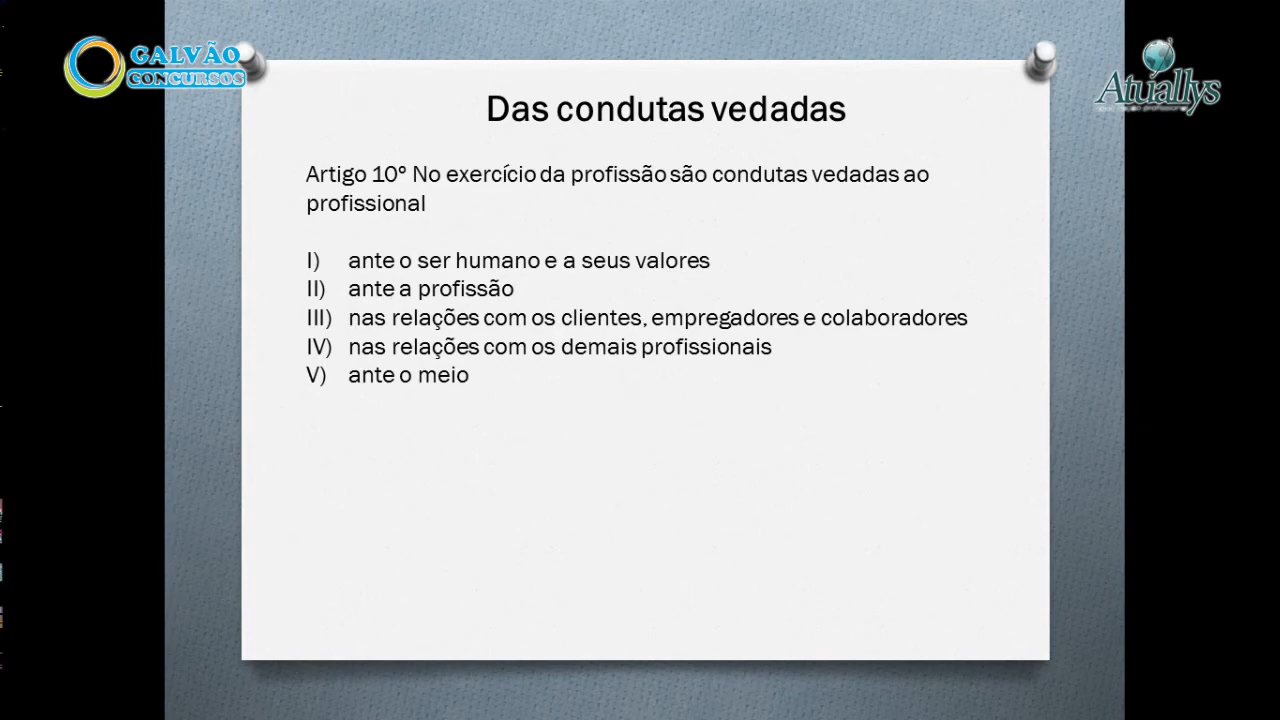 GALVÃO
CONCURSOS
Atuallys
Das condutas vedadas
Artigo 10º No exercício da profissão são condutas vedadas ao
profissional
I) ante o ser humano e a seus valores
II) ante a profissão
III) nas relações com os clientes, empregadores e colaboradores
IV) nas relações com os demais profissionais
V) ante o meio